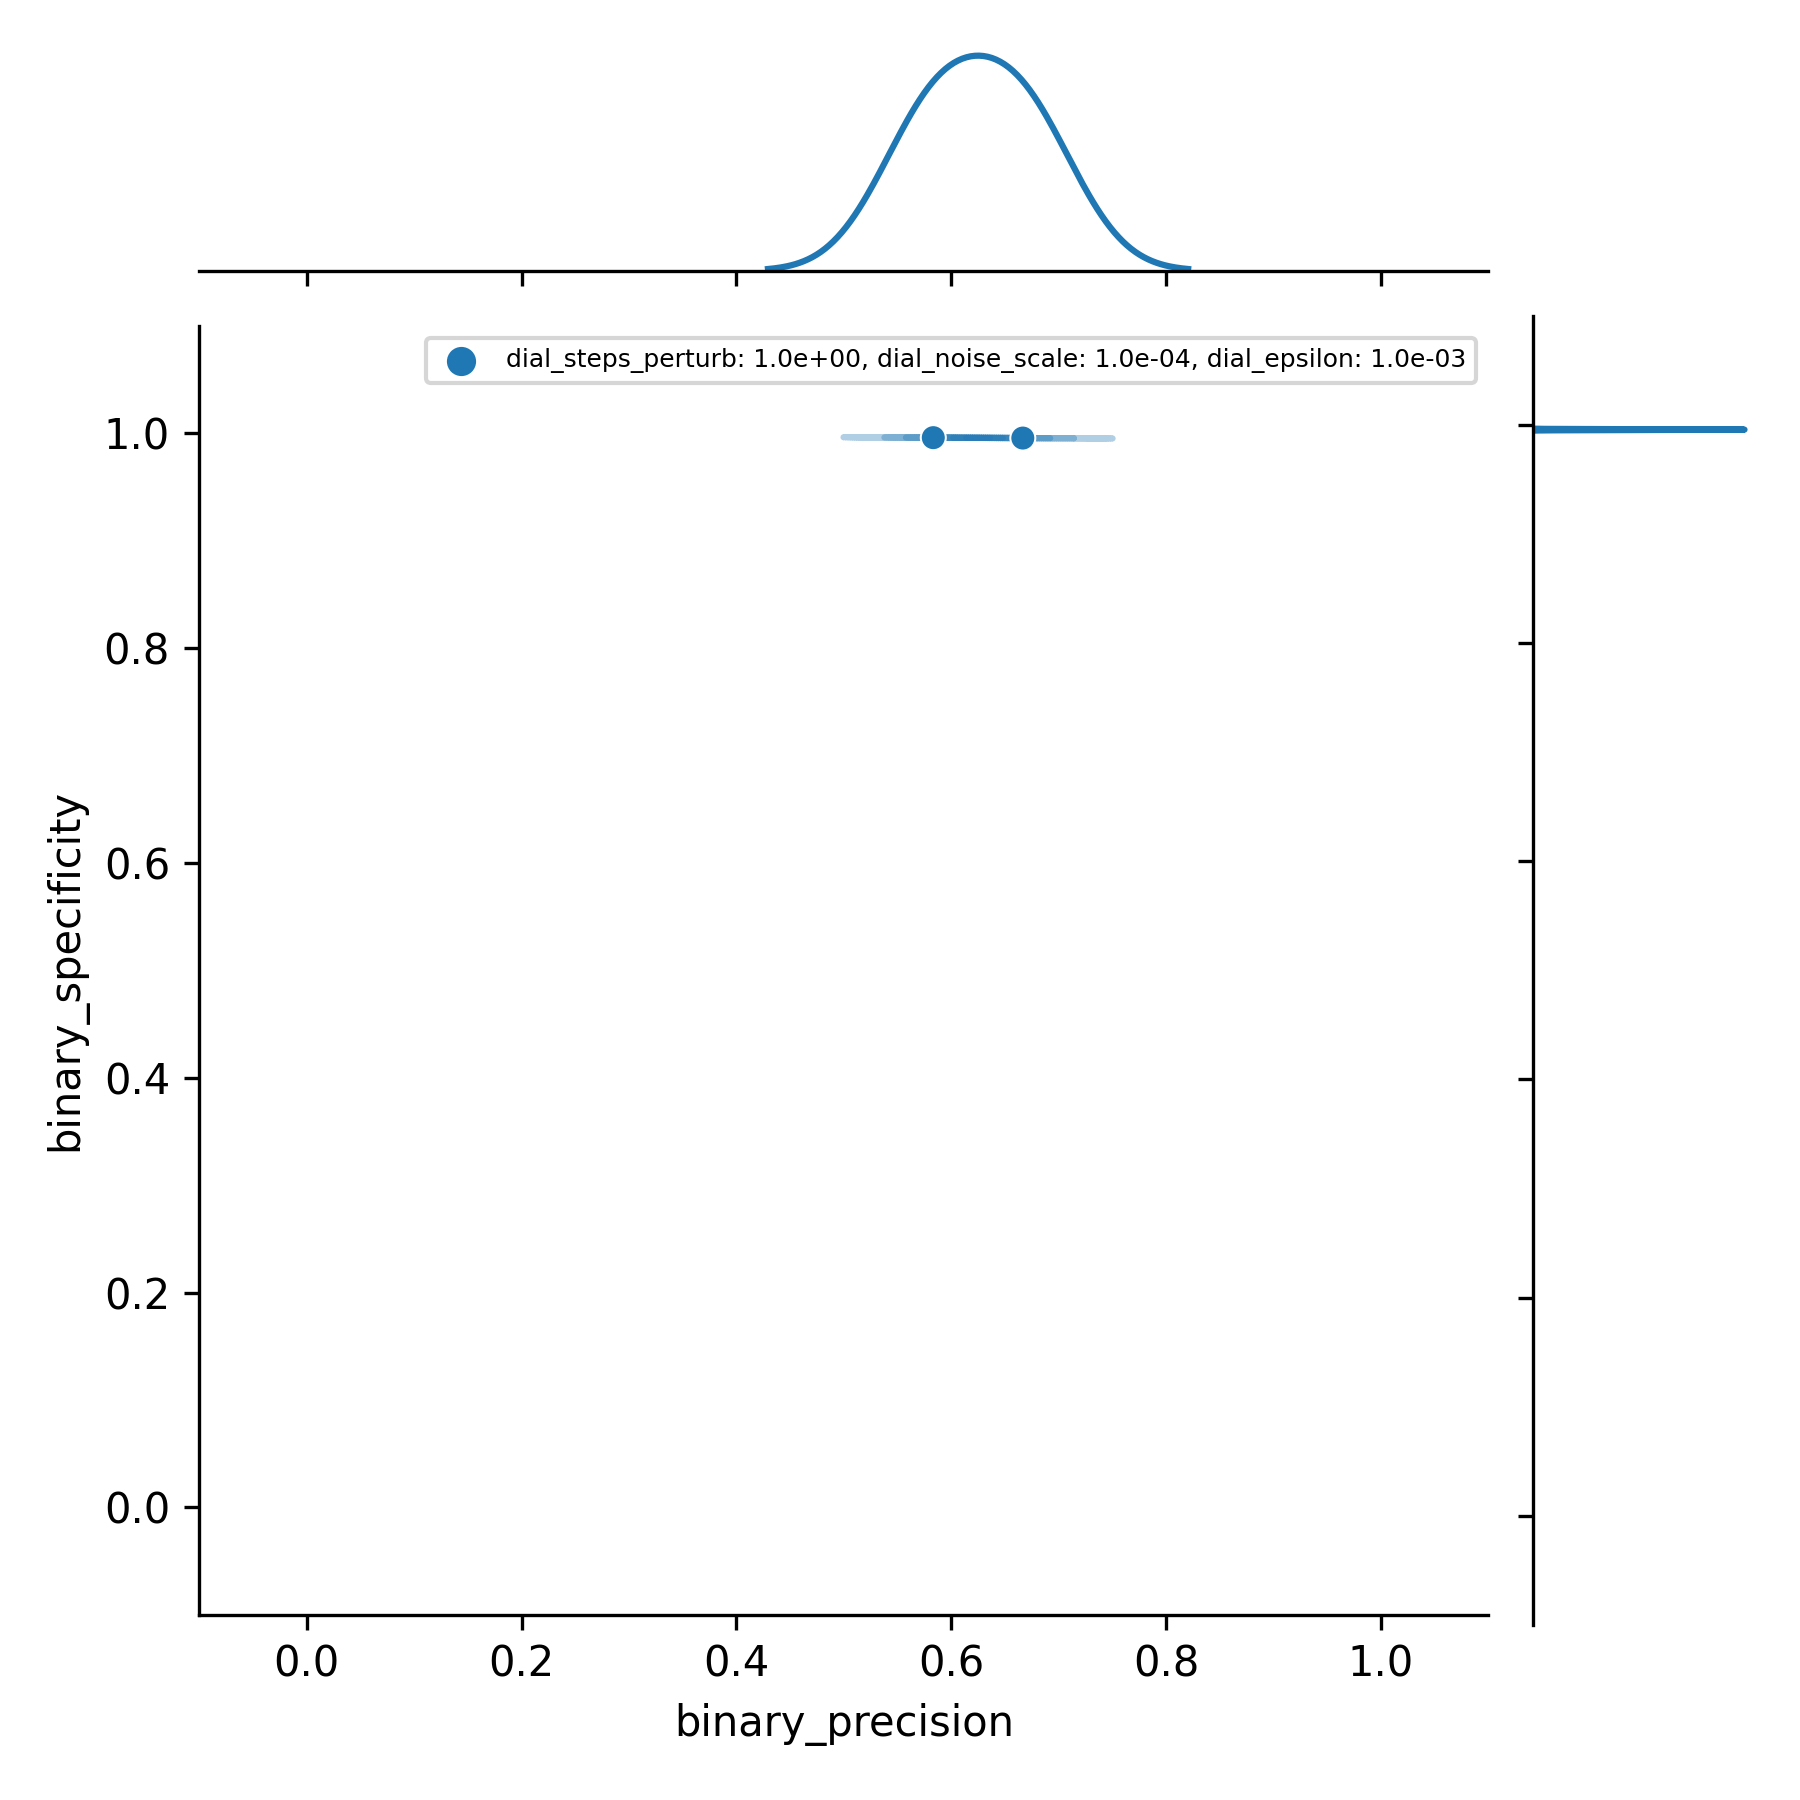 dial_steps_perturb: 1.0e+00, dial_noise_scale: 1.0e-04, dial_epsilon: 1.0e-03
1.0
0.8
0.6
0.4
0.2
0.0
binary_specificity
0.0 0.2 0.4 0.6 0.8 1.0
binary_precision